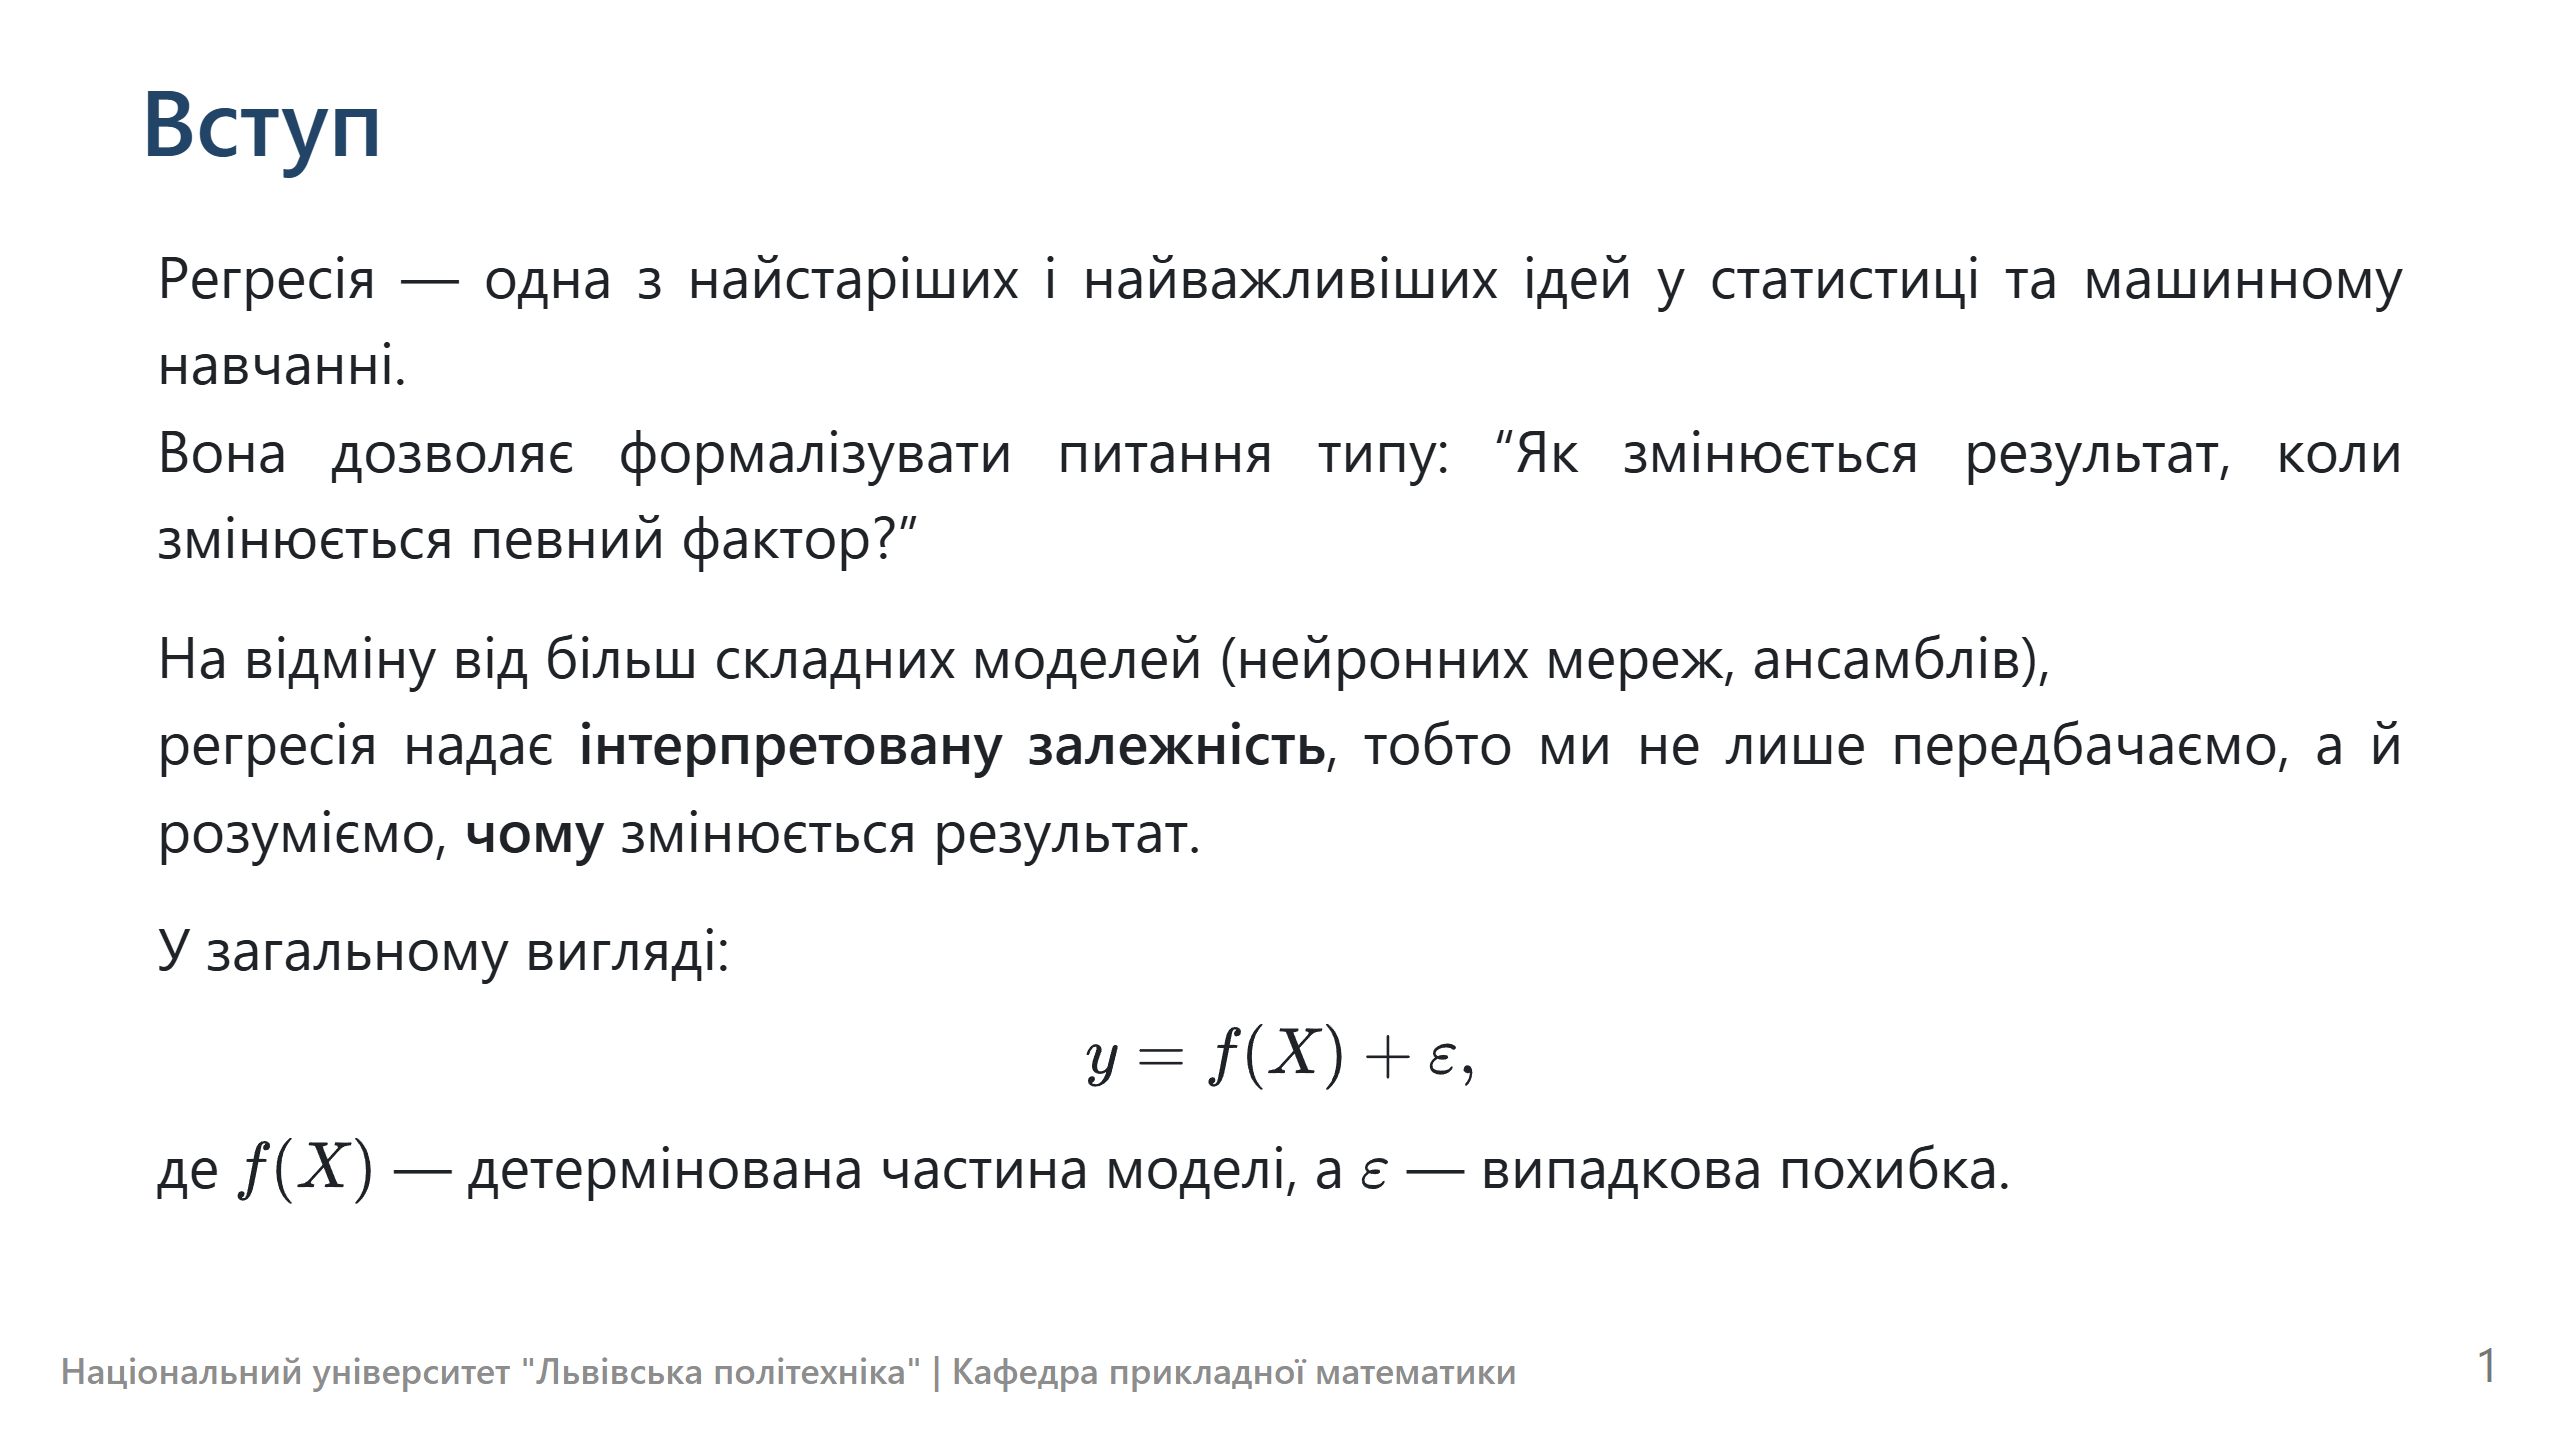 Вступ
Регресія — одна з найстаріших і найважливіших ідей у статистиці та машинному
навчанні.
Вона дозволяє формалізувати питання типу: “Як змінюється результат, коли
змінюється певний фактор?”
На відміну від більш складних моделей (нейронних мереж, ансамблів),
регресія надає інтерпретовану залежність, тобто ми не лише передбачаємо, а й
розуміємо, чому змінюється результат.
У загальному вигляді:
y = f(X) + ε,
де f(X) — детермінована частина моделі, а ε — випадкова похибка.
Національний університет "Львівська політехніка" | Кафедра прикладної математики
1